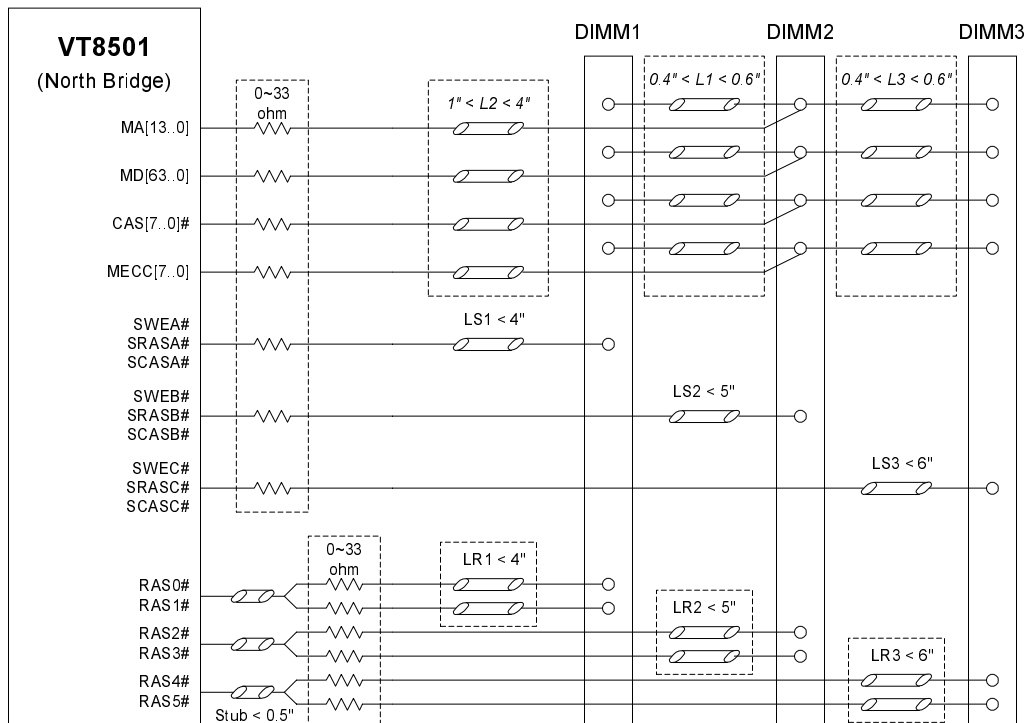 VT8501
(North Bridge)
DIMM1
DIMM2
DIMM3
0~33
ohm
1" < L2 < 4"
0.4" < L1 < 0.6"
0.4" < L3 < 0.6"
MA[13..0]
MD[63..0]
CAS[7..0]#
MECC[7..0]
SWEA#
SRASA#
SCASA#
LS1 < 4"
SWEB#
SRASB#
SCASB#
LS2 < 5"
SWEC#
SRASC#
SCASC#
LS3 < 6"
0~33
ohm
LR1 < 4"
RAS0#
RAS1#
LR2 < 5"
RAS2#
RAS3#
LR3 < 6"
RAS4#
RAS5#
Stub < 0.5"